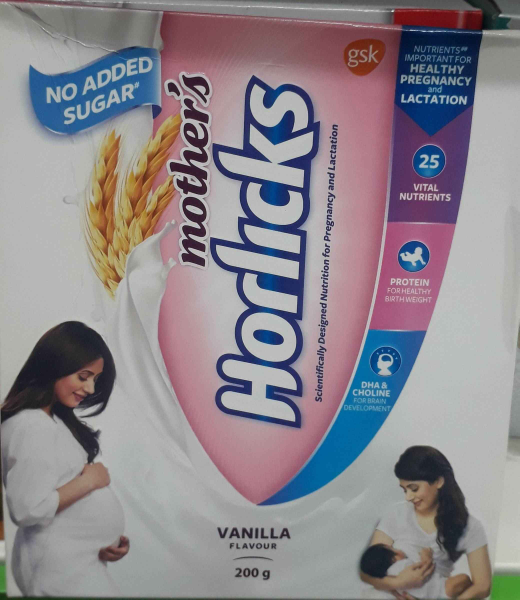 NO ADDED
SUGAR#
mother's
Horlicks
Scientifically Designed Nutrition for Pregnancy and Lactation
gsk
NUTRIENTS##
IMPORTANT FOR
HEALTHY
PREGNANCY
and
LACTATION
25
VITAL
NUTRIENTS
PROTEIN
FOR HEALTHY
BIRTH WEIGHT
DHA &
CHOLINE
FOR BRAIN
DEVELOPMENT
VANILLA
FLAVOUR
200 g